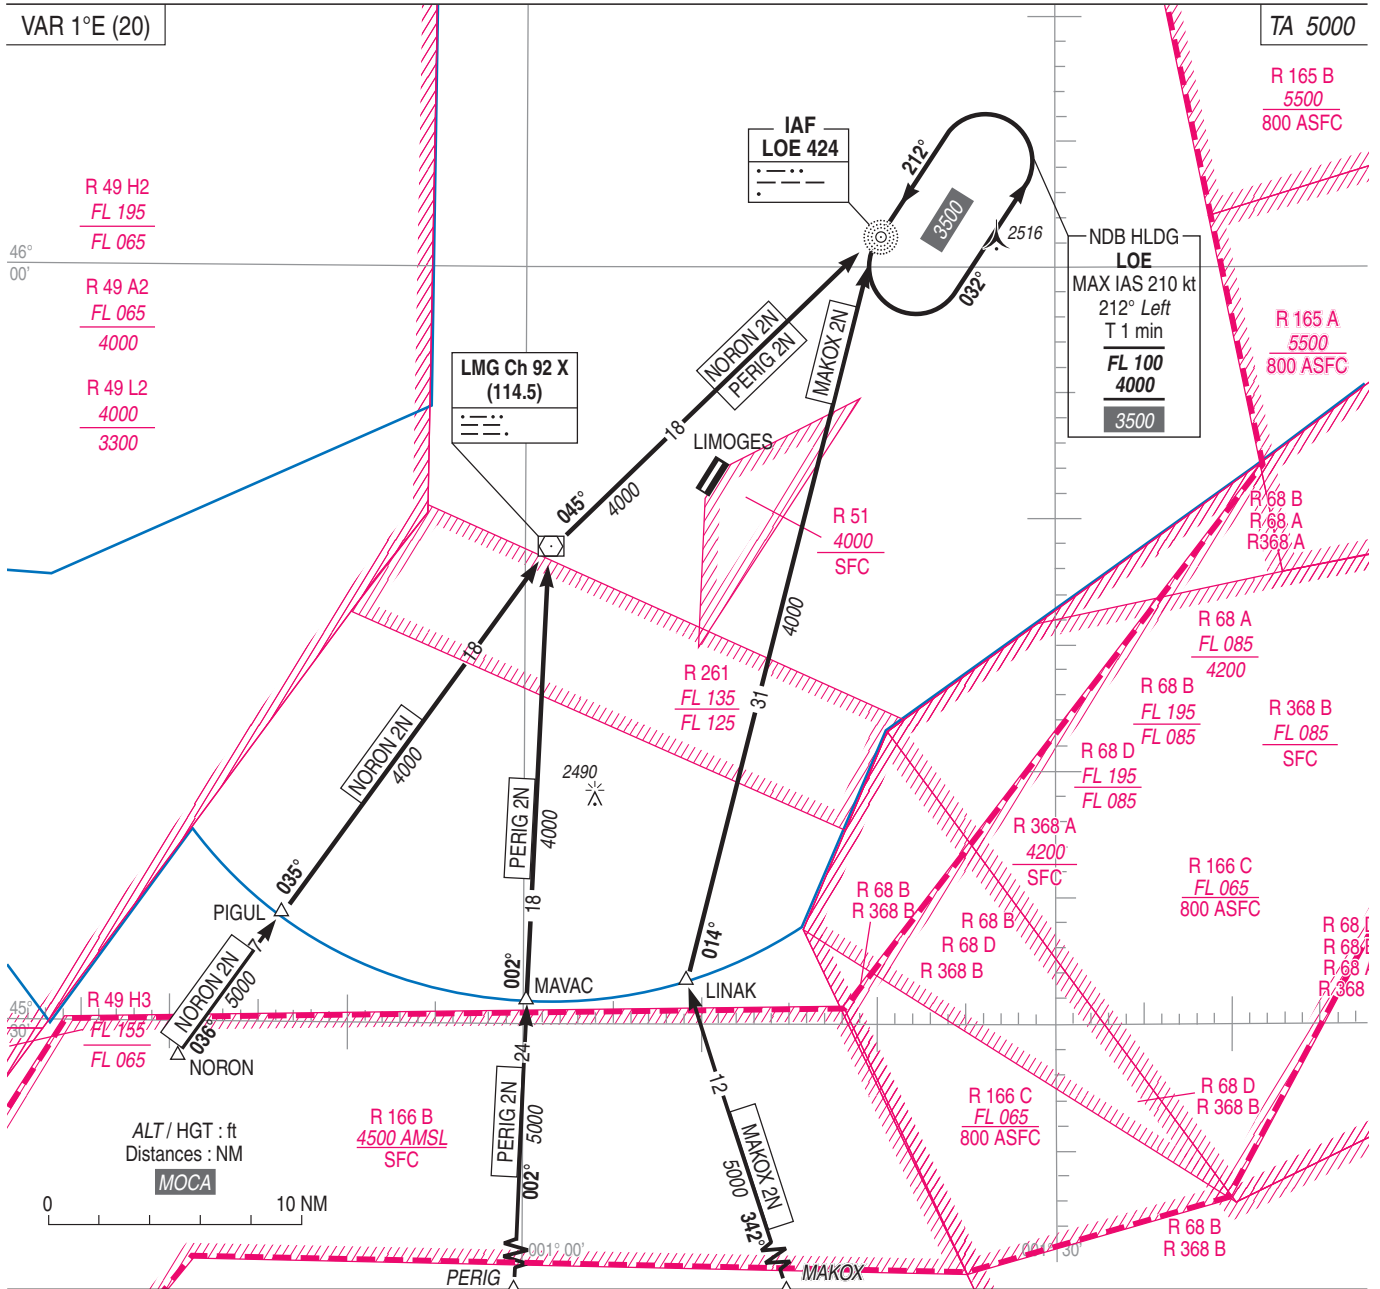 VAR 1°E (20)
TA 5000
R 165 B
5500
800 ASFC
IAF
LOE 424
212°
3500
2516
032°
NDB HLDG
LOE
MAX IAS 210 kt
212° Left
T 1 min
FL 100
4000
3500
R 49 H2
FL 195
FL 065
46°
00'
R 49 A2
FL 065
4000
R 49 L2
4000
3300
R 165 A
5500
800 ASFC
NORON 2N
PERIG 2N
MAKOX 2N
LMG Ch 92 X
(114.5)
18
LIMOGES
045°
4000
R 51
4000
SFC
R 68 B
R 68 A
R368 A
4000
R 68 A
FL 085
4200
18
R 261
FL 135
FL 125
31
R 68 B
FL 195
FL 085
R 368 B
FL 085
SFC
NORON 2N
4000
R 68 D
FL 195
FL 085
2490
PERIG 2N
4000
R 368 A
4200
SFC
R 166 C
FL 065
800 ASFC
035°
PIGUL
18
R 68 B
R 368 B
R 68 B
R 68 D
R 368 B
7
NORON 2N
5000
036°
NORON
002°
MAVAC
014°
LINAK
R 68
R 68
R 68
R 368
45°
30'
R 49 H3
FL 155
FL 065
24
12
PERIG 2N
5000
002°
MAKOX 2N
5000
342°
R 166 B
4500 AMSL
SFC
R 166 C
FL 065
800 ASFC
R 68 D
R 368 B
ALT / HGT : ft
Distances : NM
MOCA
0
10 NM
R 68 B
R 368 B
001° 00'
001° 30'
PERIG
MAKOX